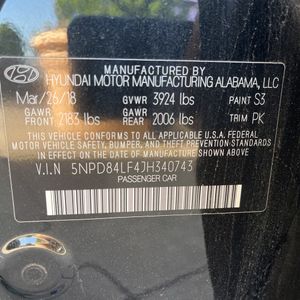 MANUFACTURED BY
HYUNDAI MOTOR MANUFACTURING ALABAMA, LLC
Mar/26/18 GVWR 3924 lbs PAINT S3
GAWR FRONT 2183 lbs GAWR REAR 2006 lbs TRIM PK
THIS VEHICLE CONFORMS TO ALL APPLICABLE U.S.A. FEDERAL
MOTOR VEHICLE SAFETY, BUMPER, AND THEFT PREVENTION
STANDARDS IN EFFECT ON THE DATE OF MANUFACTURE
SHOWN ABOVE.
V.I.N 5NPD84LF4JH340743
PASSENGER CAR